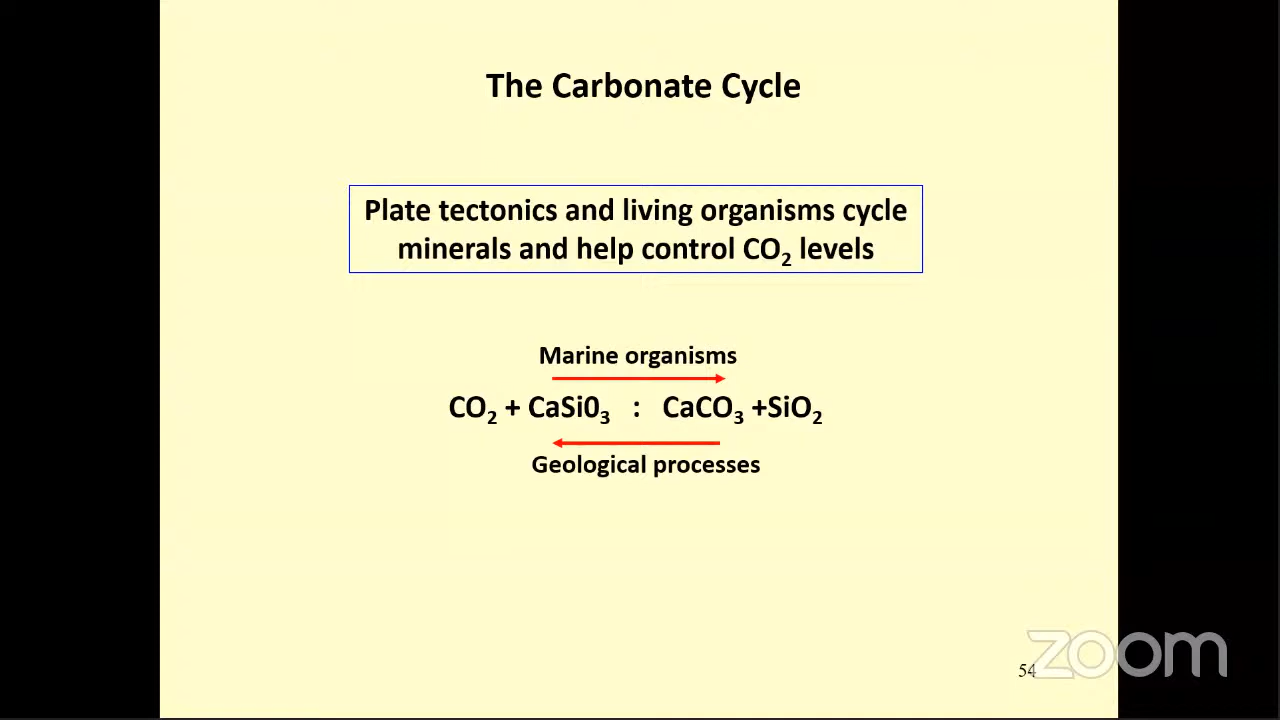 The Carbonate Cycle
Plate tectonics and living organisms cycle
minerals and help control CO₂ levels
Marine organisms
CO₂ + CaSi0₃ : CaCO₃ +SiO₂
Geological processes
54
zoom